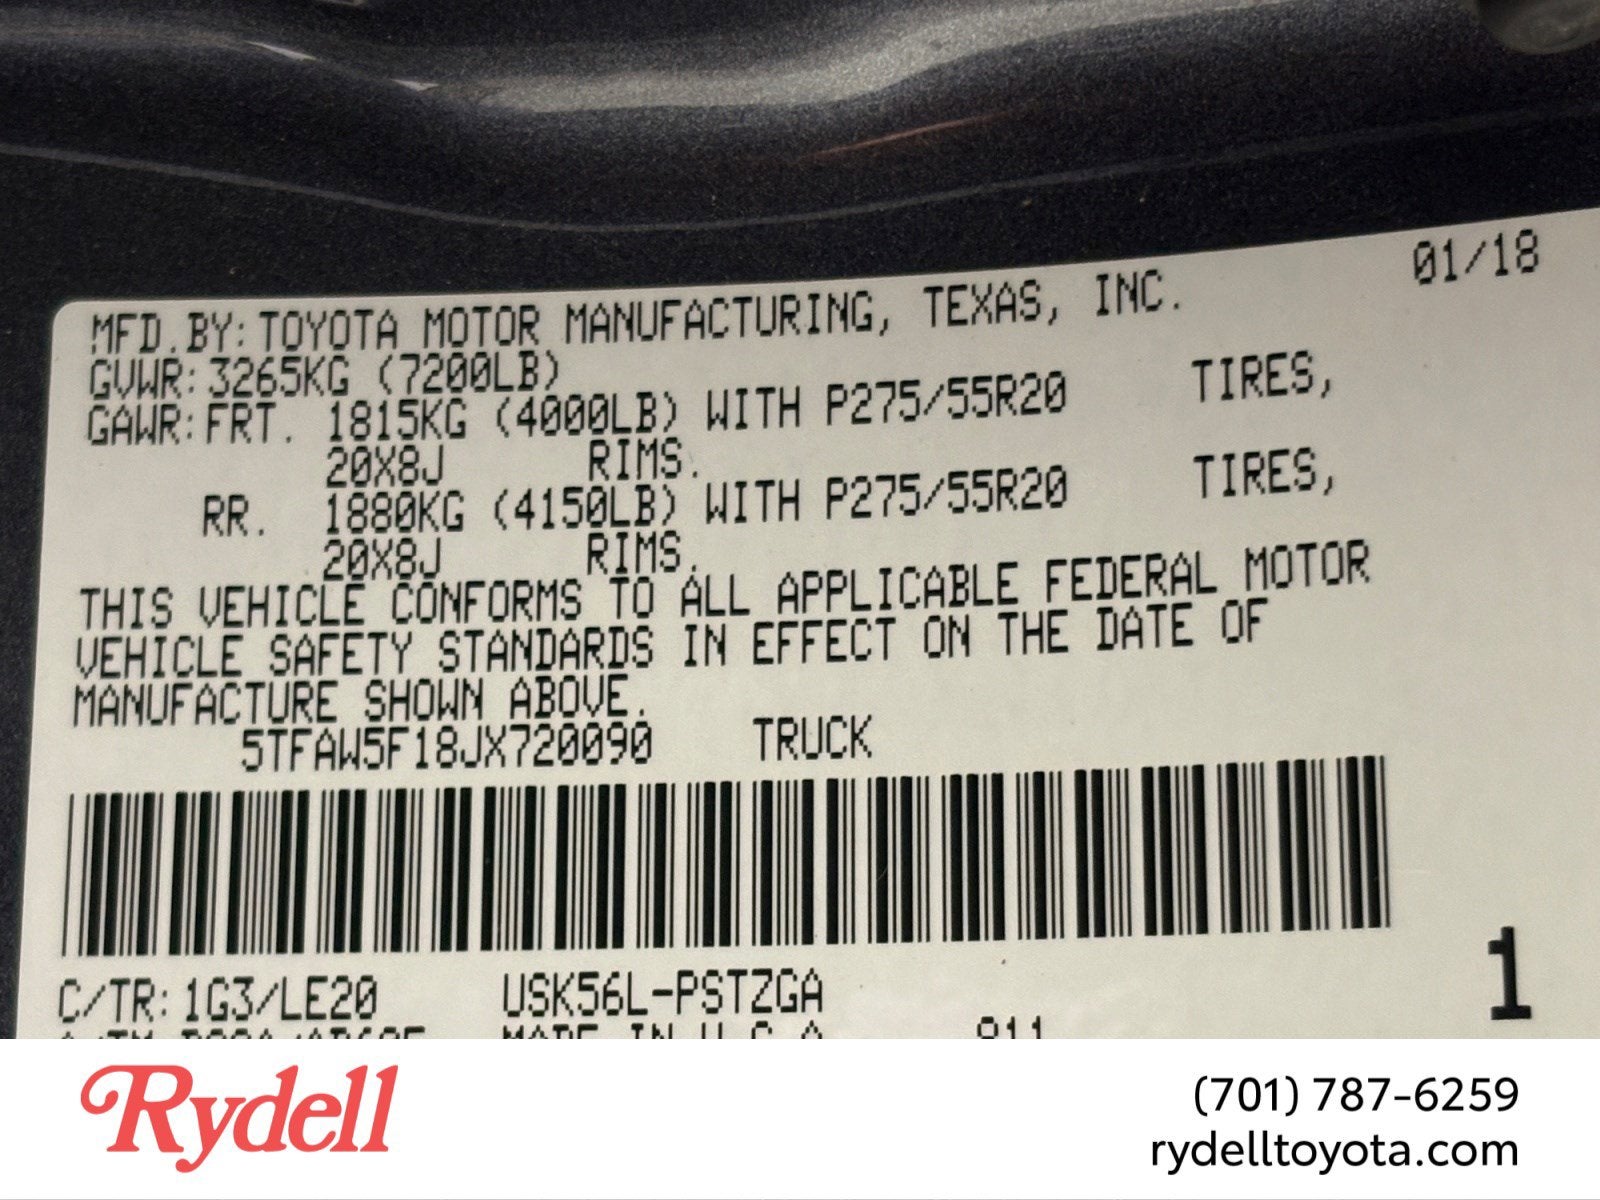 01/18
MFD.BY: TOYOTA MOTOR MANUFACTURING, TEXAS, INC.
GVWR: 3265KG (7200LB)
GAWR: FRT. 1815KG (4000LB) WITH P275/55R20 TIRES,
20X8J RIMS.
RR. 1880KG (4150LB) WITH P275/55R20 TIRES,
20X8J RIMS.
THIS VEHICLE CONFORMS TO ALL APPLICABLE FEDERAL MOTOR
VEHICLE SAFETY STANDARDS IN EFFECT ON THE DATE OF
MANUFACTURE SHOWN ABOVE.
5TFAW5F18JX720090 TRUCK
C/TR: 1G3/LE20 USK56L-PSTZGA
1
MADE IN U.S.A. 811
Rydell
(701) 787-6259
rydelltoyota.com